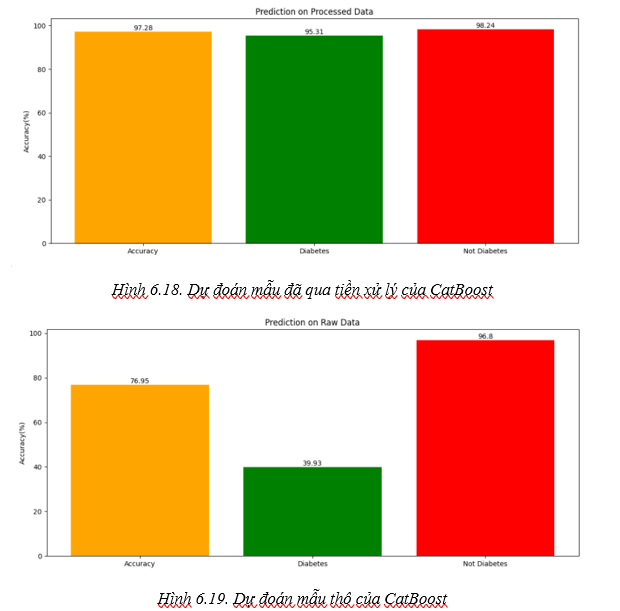 Prediction on Processed Data
Accuracy(%)
100
80
60
40
20
0
97.28
95.31
98.24
Accuracy Diabetes Not Diabetes
Hình 6.18. Dự đoán mẫu đã qua tiền xử lý của CatBoost
Prediction on Raw Data
Accuracy(%)
100
80
60
40
20
0
76.95
39.93
96.8
Accuracy Diabetes Not Diabetes
Hình 6.19. Dự đoán mẫu thô của CatBoost